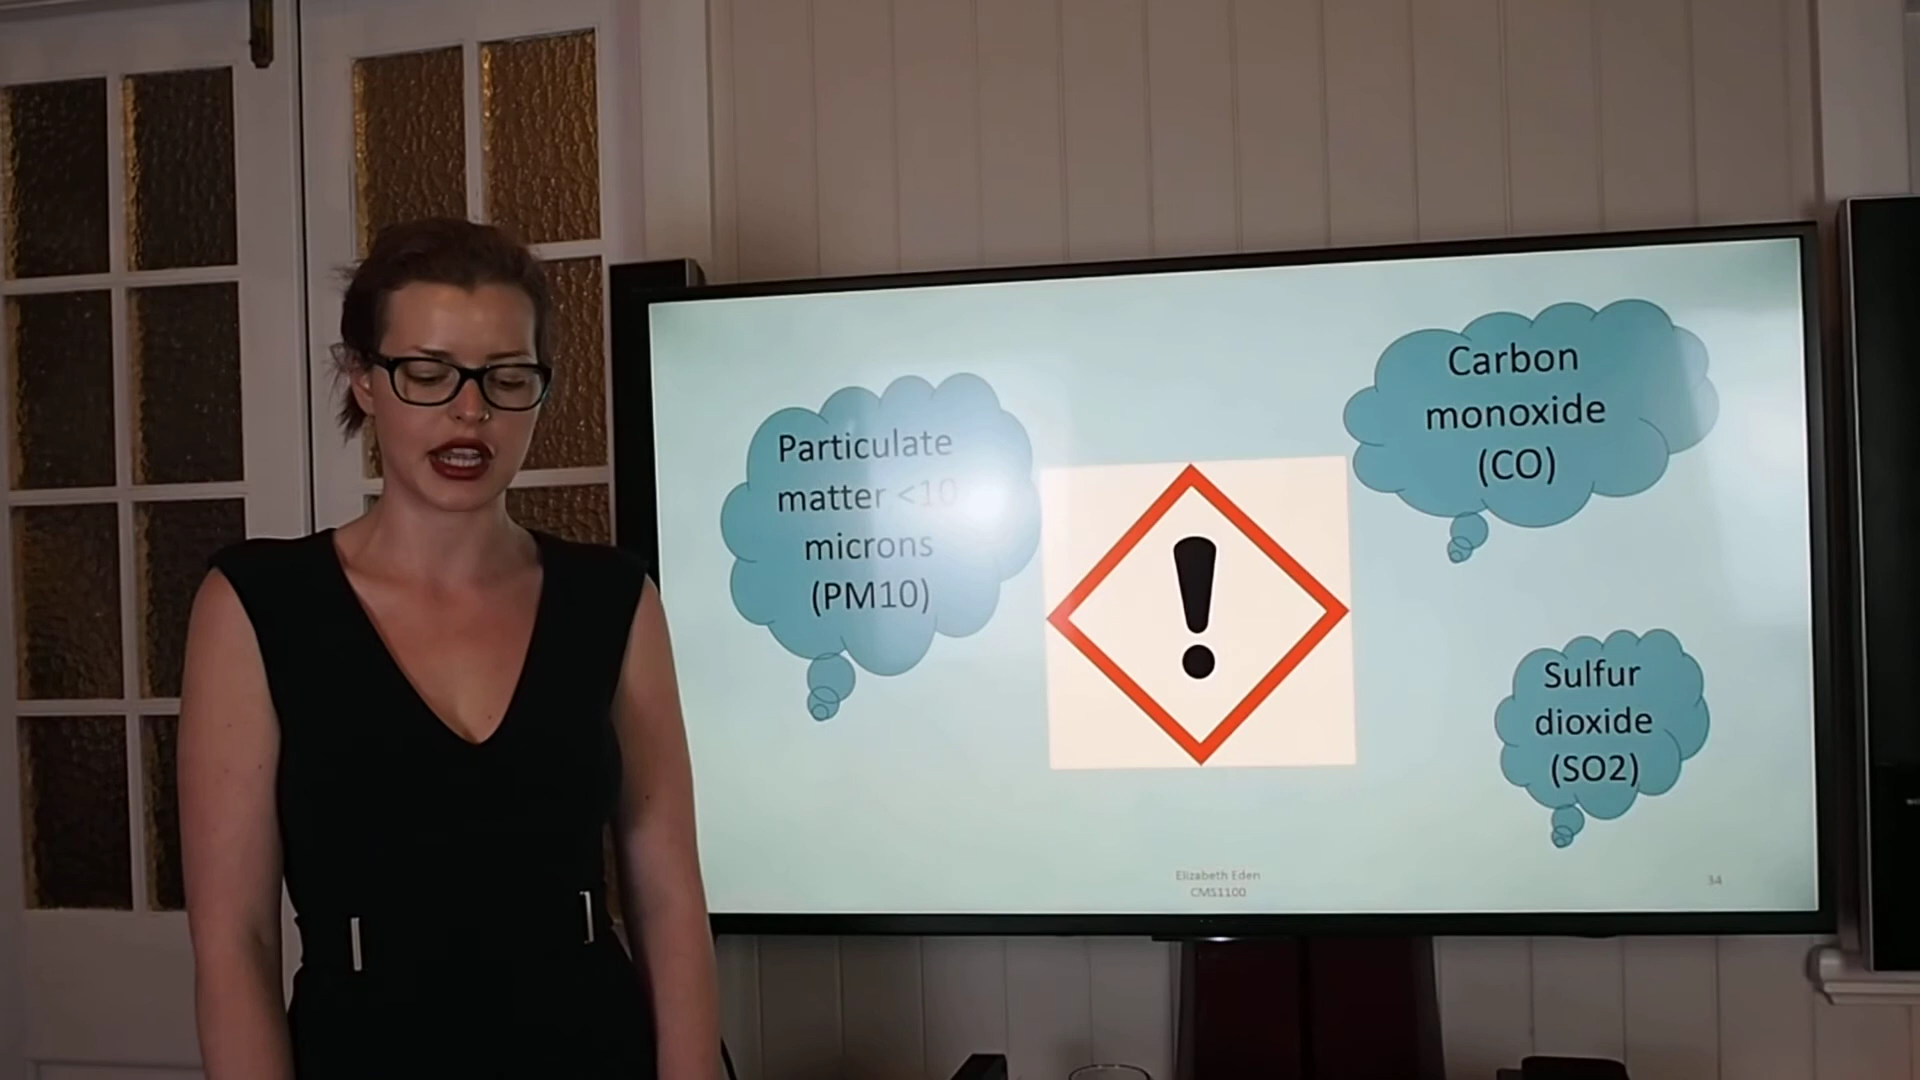 Particulate
matter <10
microns
(PM10)
Carbon
monoxide
(CO)
Sulfur
dioxide
(SO2)
Elizabeth Eden
CMS1100
34